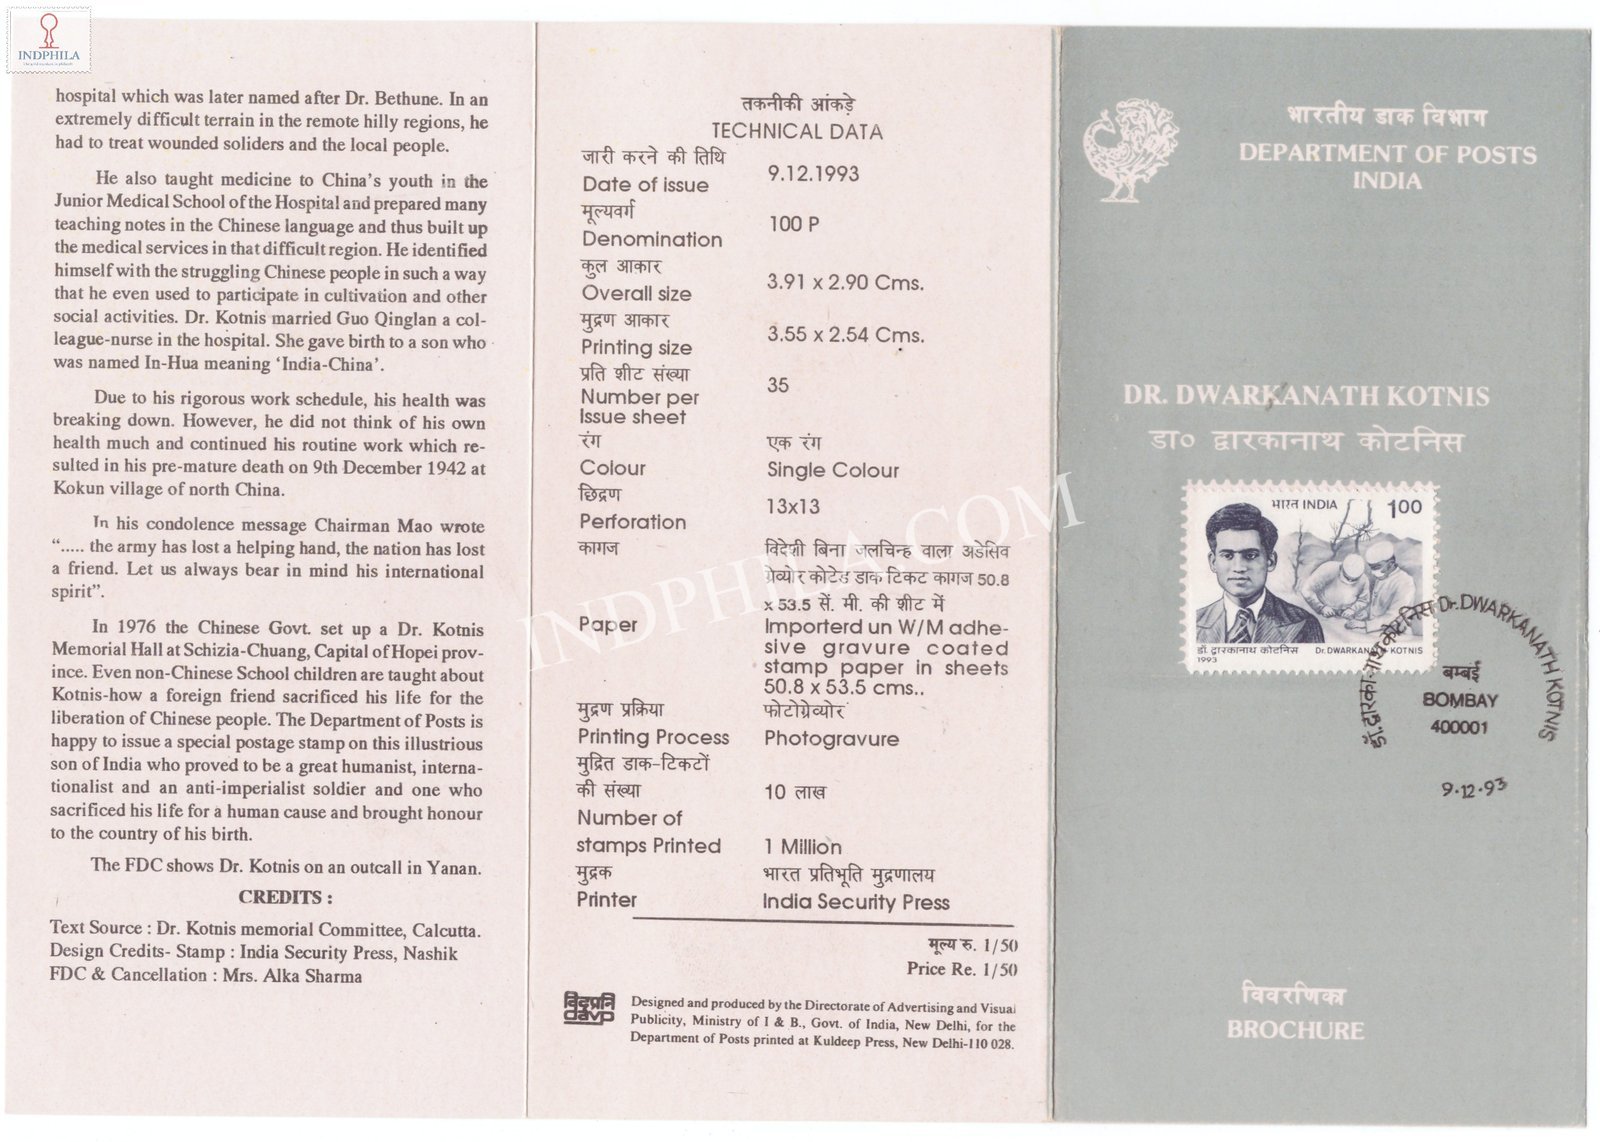 INDPHILA
hospital which was later named after Dr. Bethune. In an
extremely difficult terrain in the remote hilly regions, he
had to treat wounded soliders and the local people.
He also taught medicine to China's youth in the
Junior Medical School of the Hospital and prepared many
teaching notes in the Chinese language and thus built up
the medical services in that difficult region. He identified
himself with the struggling Chinese people in such a way
that he even used to participate in cultivation and other
social activities. Dr. Kotnis married Guo Qinglan a col-
league-nurse in the hospital. She gave birth to a son who
was named In-Hua meaning 'India-China'.
Due to his rigorous work schedule, his health was
breaking down. However, he did not think of his own
health much and continued his routine work which re-
sulted in his pre-mature death on 9th December 1942 at
Kokun village of north China.
In his condolence message Chairman Mao wrote
"..... the army has lost a helping hand, the nation has lost
a friend. Let us always bear in mind his international
spirit".
In 1976 the Chinese Govt. set up a Dr. Kotnis
Memorial Hall at Schizia-Chuang, Capital of Hopei prov-
ince. Even non-Chinese School children are taught about
Kotnis-how a foreign friend sacrificed his life for the
liberation of Chinese people. The Department of Posts is
happy to issue a special postage stamp on this illustrious
son of India who proved to be a great humanist, interna-
tionalist and an anti-imperialist soldier and one who
sacrificed his life for a human cause and brought honour
to the country of his birth.
The FDC shows Dr. Kotnis on an outcall in Yanan.
CREDITS :
Text Source : Dr. Kotnis memorial Committee, Calcutta.
Design Credits- Stamp : India Security Press, Nashik
FDC & Cancellation : Mrs. Alka Sharma
तकनीकी आंकड़े
TECHNICAL DATA
जारी करने की तिथि
Date of issue 9.12.1993
मूल्यवर्ग
Denomination 100 P
कुल आकार
Overall size 3.91 x 2.90 Cms.
मुद्रण आकार
Printing size 3.55 x 2.54 Cms.
प्रति शीट संख्या
Number per 35
Issue sheet
रंग एक रंग
Colour Single Colour
छिद्रण
Perforation 13x13
कागज विदेशी बिना जलचिन्ह वाला अडेसिव
ग्रेव्योर कोटेड डाक टिकट कागज 50.8
x 53.5 सें. मी. की शीट में
Paper Importerd un W/M adhe-
sive gravure coated
stamp paper in sheets
50.8 x 53.5 cms..
मुद्रण प्रक्रिया फोटोग्रेव्योर
Printing Process Photogravure
मुद्रित डाक-टिकटों
की संख्या 10 लाख
Number of
stamps Printed 1 Million
मुद्रक भारत प्रतिभूति मुद्रणालय
Printer India Security Press
मूल्य रु. 1/50
Price Re. 1/50
davp
Designed and produced by the Directorate of Advertising and Visual
Publicity, Ministry of I & B., Govt. of India, New Delhi, for the
Department of Posts printed at Kuldeep Press, New Delhi-110 028.
INDPHILA.COM
भारतीय डाक विभाग
DEPARTMENT OF POSTS
INDIA
DR. DWARKANATH KOTNIS
डा० द्वारकानाथ कोटनिस
भारत INDIA 1.00
डॉ. द्वारकानाथ कोटनिस Dr. DWARKANATH KOTNIS
1993
डॉ. द्वारकानाथ कोटनिस Dr. DWARKANATH KOTNIS
बम्बई
BOMBAY
400001
9.12.93
विवरणिका
BROCHURE